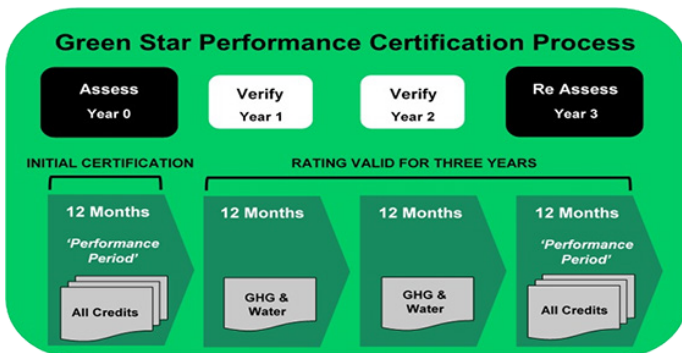 Green Star Performance Certification Process
Assess
Year 0
Verify
Year 1
Verify
Year 2
Re Assess
Year 3
INITIAL CERTIFICATION
RATING VALID FOR THREE YEARS
12 Months
'Performance
Period'
All Credits
12 Months
GHG &
Water
12 Months
GHG &
Water
12 Months
'Performance
Period'
All Credits